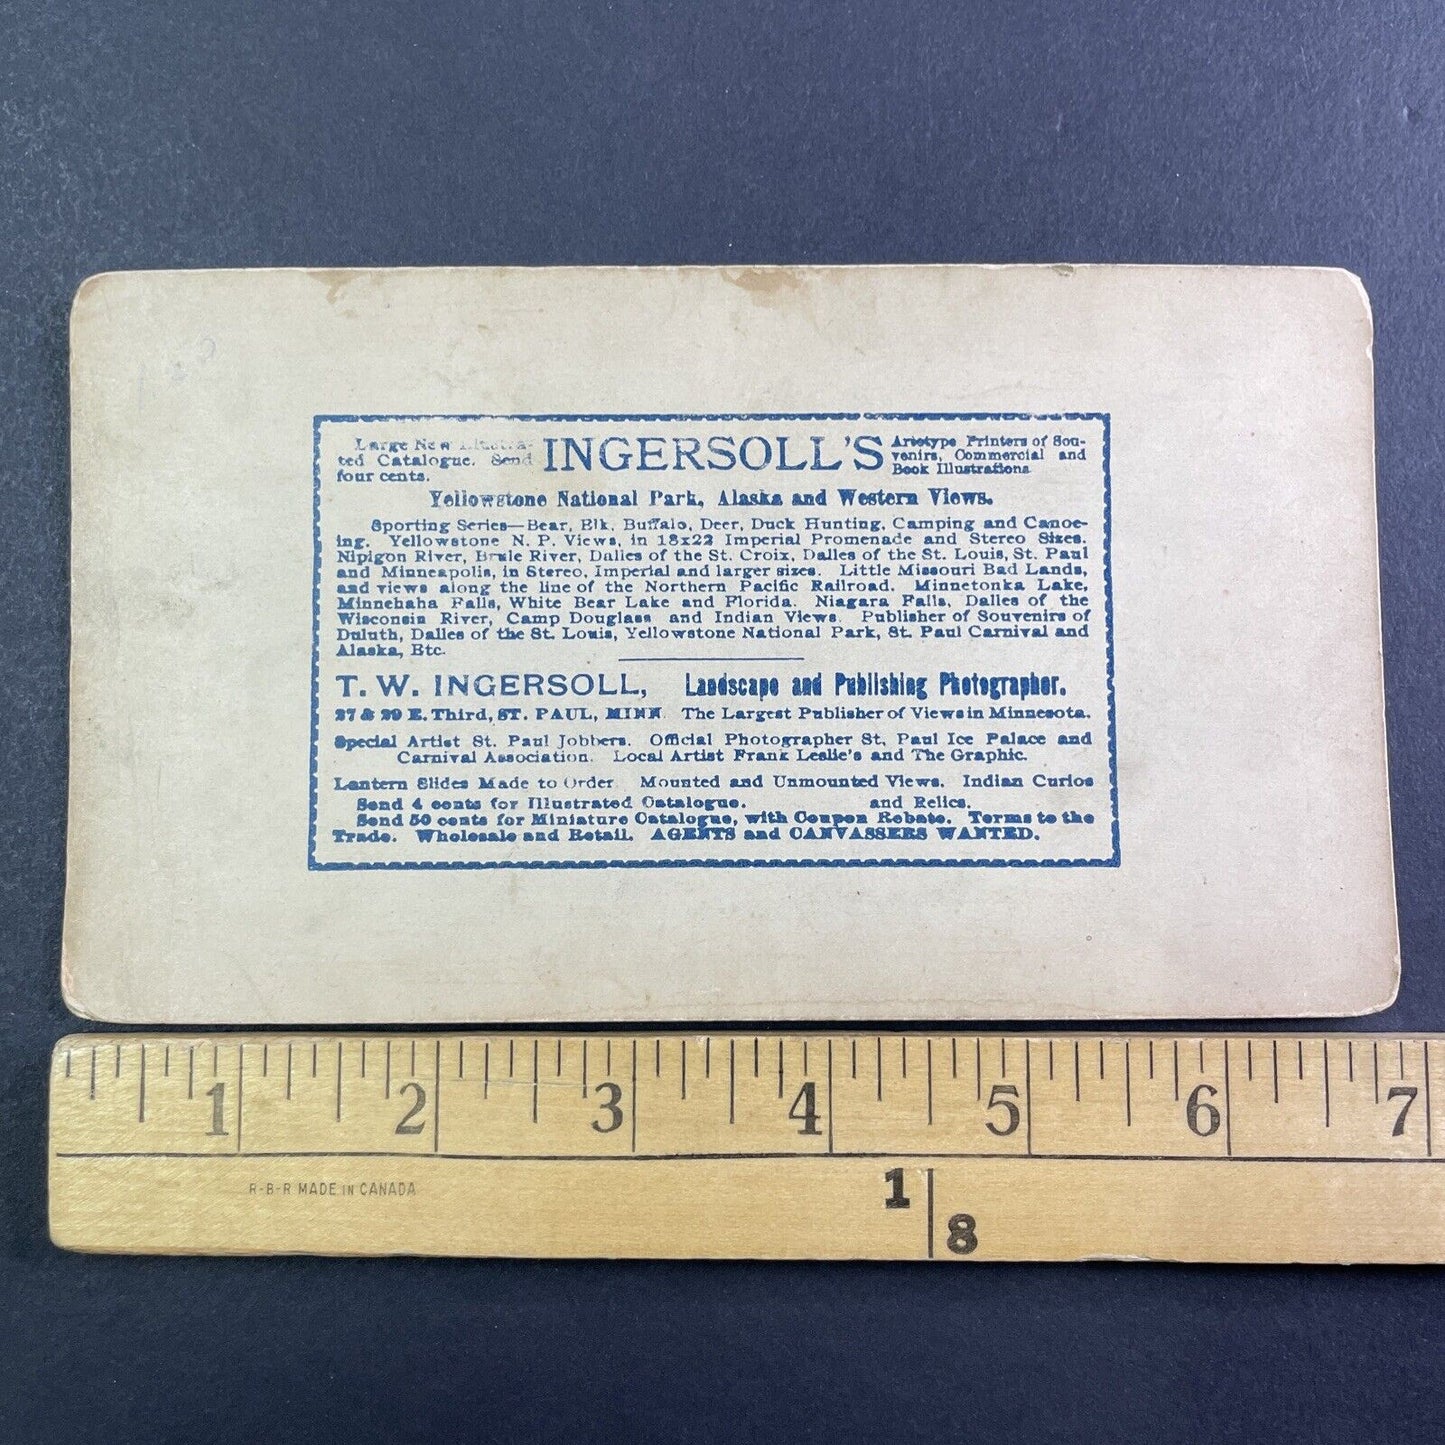 Large New Illustra-
ted Catalogue. Send
four cents.
INGERSOLL'S
Artotype Printers of Sou-
venirs, Commercial and
Book Illustrations
Yellowstone National Park, Alaska and Western Views.
Sporting Series—Bear, Elk, Buffalo, Deer, Duck Hunting, Camping and Canoe-
ing. Yellowstone N. P. Views, in 18x22 Imperial Promenade and Stereo Sizes.
Nipigon River, Brule River, Dalles of the St. Croix, Dalles of the St. Louis, St. Paul
and Minneapolis, in Stereo, Imperial and larger sizes. Little Missouri Bad Lands,
and views along the line of the Northern Pacific Railroad. Minnetonka Lake,
Minnehaha Falls, White Bear Lake and Florida. Niagara Falls, Dalles of the
Wisconsin River, Camp Douglass and Indian Views. Publisher of Souvenirs of
Duluth, Dalles of the St. Louis, Yellowstone National Park, St. Paul Carnival and
Alaska, Etc.
T. W. INGERSOLL, Landscape and Publishing Photographer.
27 & 29 E. Third, ST. PAUL, MINN. The Largest Publisher of Views in Minnesota.
Special Artist St. Paul Jobbers. Official Photographer St, Paul Ice Palace and
Carnival Association. Local Artist Frank Leslie's and The Graphic.
Lantern Slides Made to Order. Mounted and Unmounted Views. Indian Curios
Send 4 cents for Illustrated Catalogue. and Relics.
Send 50 cents for Miniature Catalogue, with Coupon Rebate. Terms to the
Trade. Wholesale and Retail. AGENTS and CANVASSERS WANTED.
1 2 3 4 5 6 7
R-B-R MADE IN CANADA
1
8